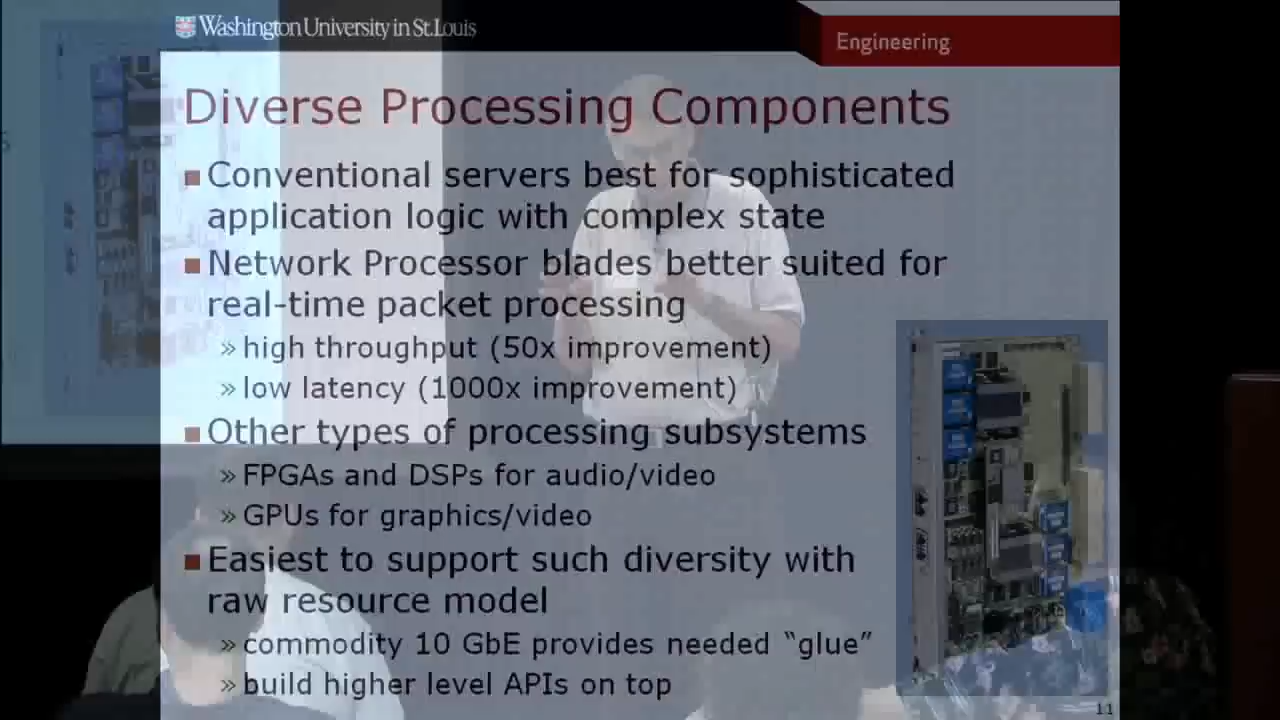 Washington University in St. Louis
Engineering
Diverse Processing Components
Conventional servers best for sophisticated
application logic with complex state
Network Processor blades better suited for
real-time packet processing
» high throughput (50x improvement)
» low latency (1000x improvement)
Other types of processing subsystems
» FPGAs and DSPs for audio/video
» GPUs for graphics/video
Easiest to support such diversity with
raw resource model
» commodity 10 GbE provides needed “glue”
» build higher level APIs on top
11